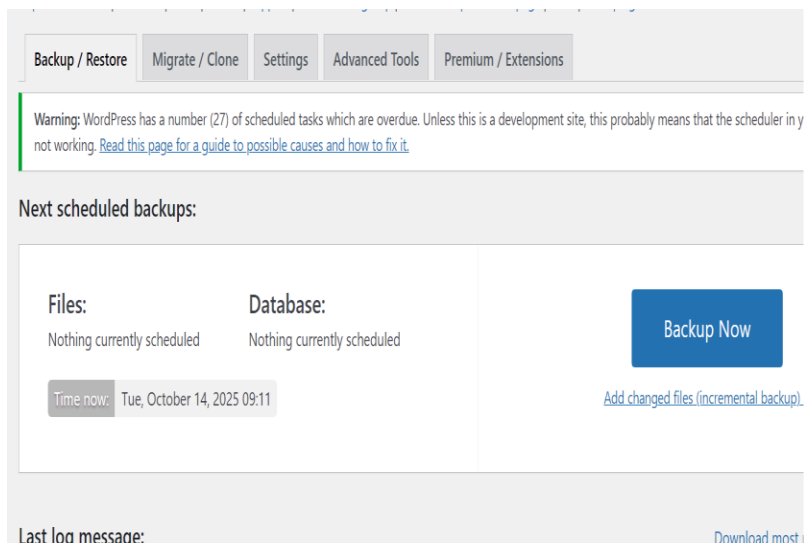 Backup / Restore Migrate / Clone Settings Advanced Tools Premium / Extensions
Warning: WordPress has a number (27) of scheduled tasks which are overdue. Unless this is a development site, this probably means that the scheduler in
not working. Read this page for a guide to possible causes and how to fix it.
Next scheduled backups:
Files: Database:
Nothing currently scheduled Nothing currently scheduled
Backup Now
Time now: Tue, October 14, 2025 09:11
Add changed files (incremental backup)
Last log message: Download most